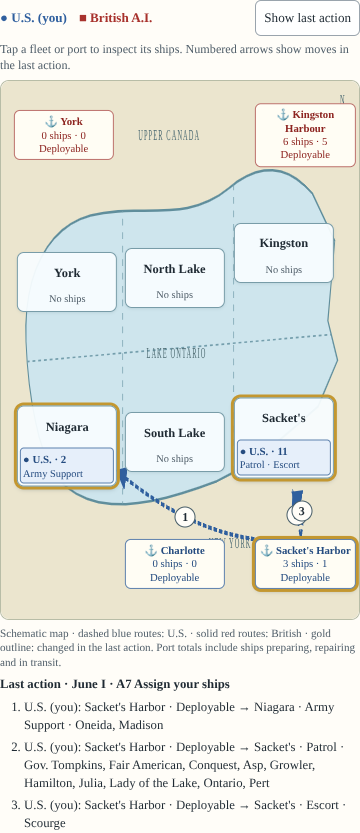 ● U.S. (you) ■ British A.I.
Show last action
Tap a fleet or port to inspect its ships. Numbered arrows show moves in
the last action.
N
⚓ York
0 ships · 0
Deployable
UPPER CANADA
⚓ Kingston
Harbour
6 ships · 5
Deployable
York
No ships
North Lake
No ships
Kingston
No ships
LAKE ONTARIO
Niagara
● U.S. · 2
Army Support
South Lake
No ships
Sacket's
● U.S. · 11
Patrol · Escort
1
3
NEW YORK
⚓ Charlotte
0 ships · 0
Deployable
⚓ Sacket's Harbor
3 ships · 1
Deployable
Schematic map · dashed blue routes: U.S. · solid red routes: British · gold
outline: changed in the last action. Port totals include ships preparing, repairing
and in transit.
Last action · June I · A7 Assign your ships
1. U.S. (you): Sacket's Harbor · Deployable → Niagara · Army
Support · Oneida, Madison
2. U.S. (you): Sacket's Harbor · Deployable → Sacket's · Patrol ·
Gov. Tompkins, Fair American, Conquest, Asp, Growler,
Hamilton, Julia, Lady of the Lake, Ontario, Pert
3. U.S. (you): Sacket's Harbor · Deployable → Sacket's · Escort ·
Scourge